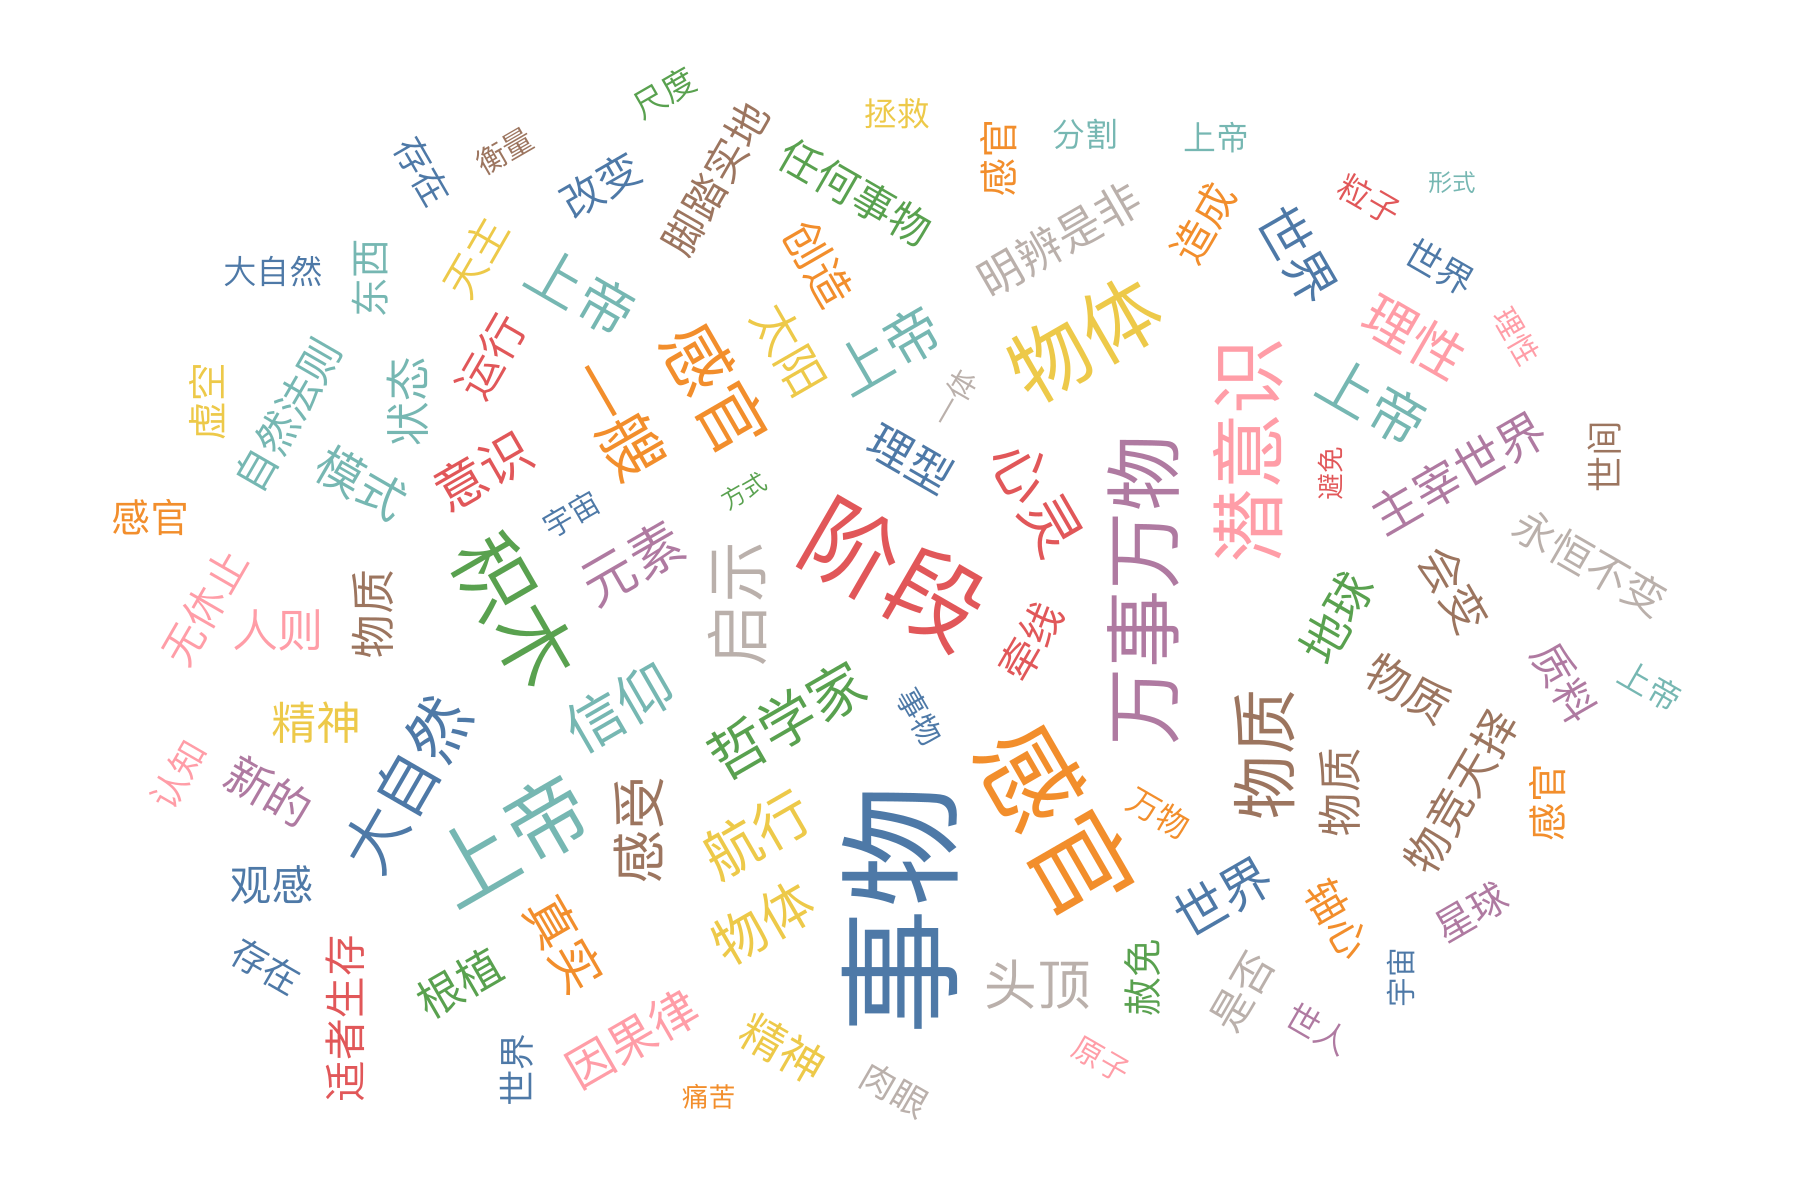 尺度
拯救
脚踏实地
感官
分割
上帝
存在
衡量
改变
任何事物
粒子
形式
明辨是非
造成
世界
世界
大自然
东西
天主
上帝
创造
物体
理性
理性
虚空
自然法则
状态
运行
感官
太阳
上帝
一体
潜意识
上帝
模式
意识
一艘
理型
心灵
万事万物
避免
主宰世界
世间
感官
宇宙
方式
阶段
永恒不变
无休止
人则
物质
积木
元素
启示
牵线
地球
会变
精神
信仰
哲学家
事物
物质
物质
质料
上帝
认知
新的
大自然
上帝
感受
航行
感官
万物
物质
物竞天择
感官
观感
真实
物体
事物
世界
轴心
星球
存在
适者生存
根植
头顶
赦免
是否
宇宙
世界
因果律
精神
肉眼
原子
世人
痛苦